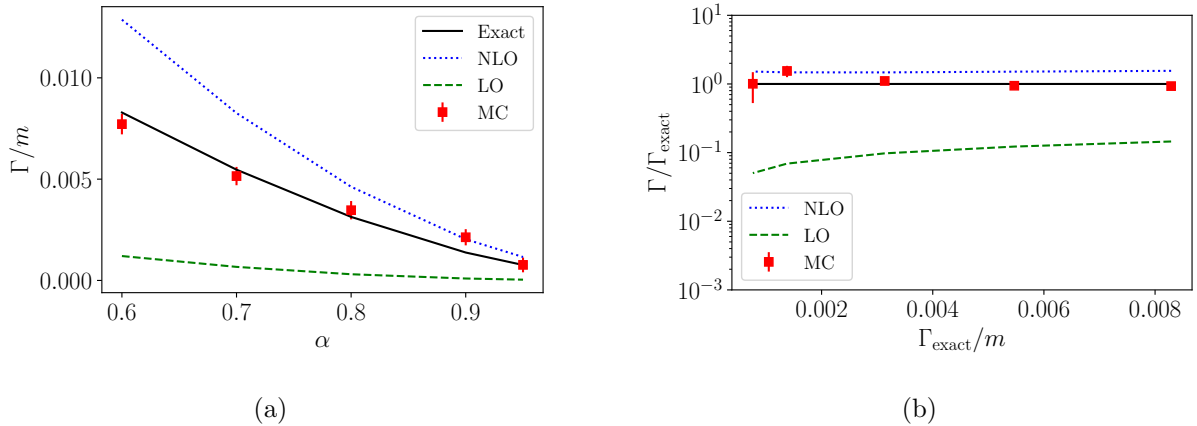 Γ/m
0.010
0.005
0.000
0.6 0.7 0.8 0.9
α
Exact
NLO
LO
MC
(a)
Γ/Γ_exact
10^1
10^0
10^−1
10^−2
10^−3
0.002 0.004 0.006 0.008
Γ_exact/m
NLO
LO
MC
(b)